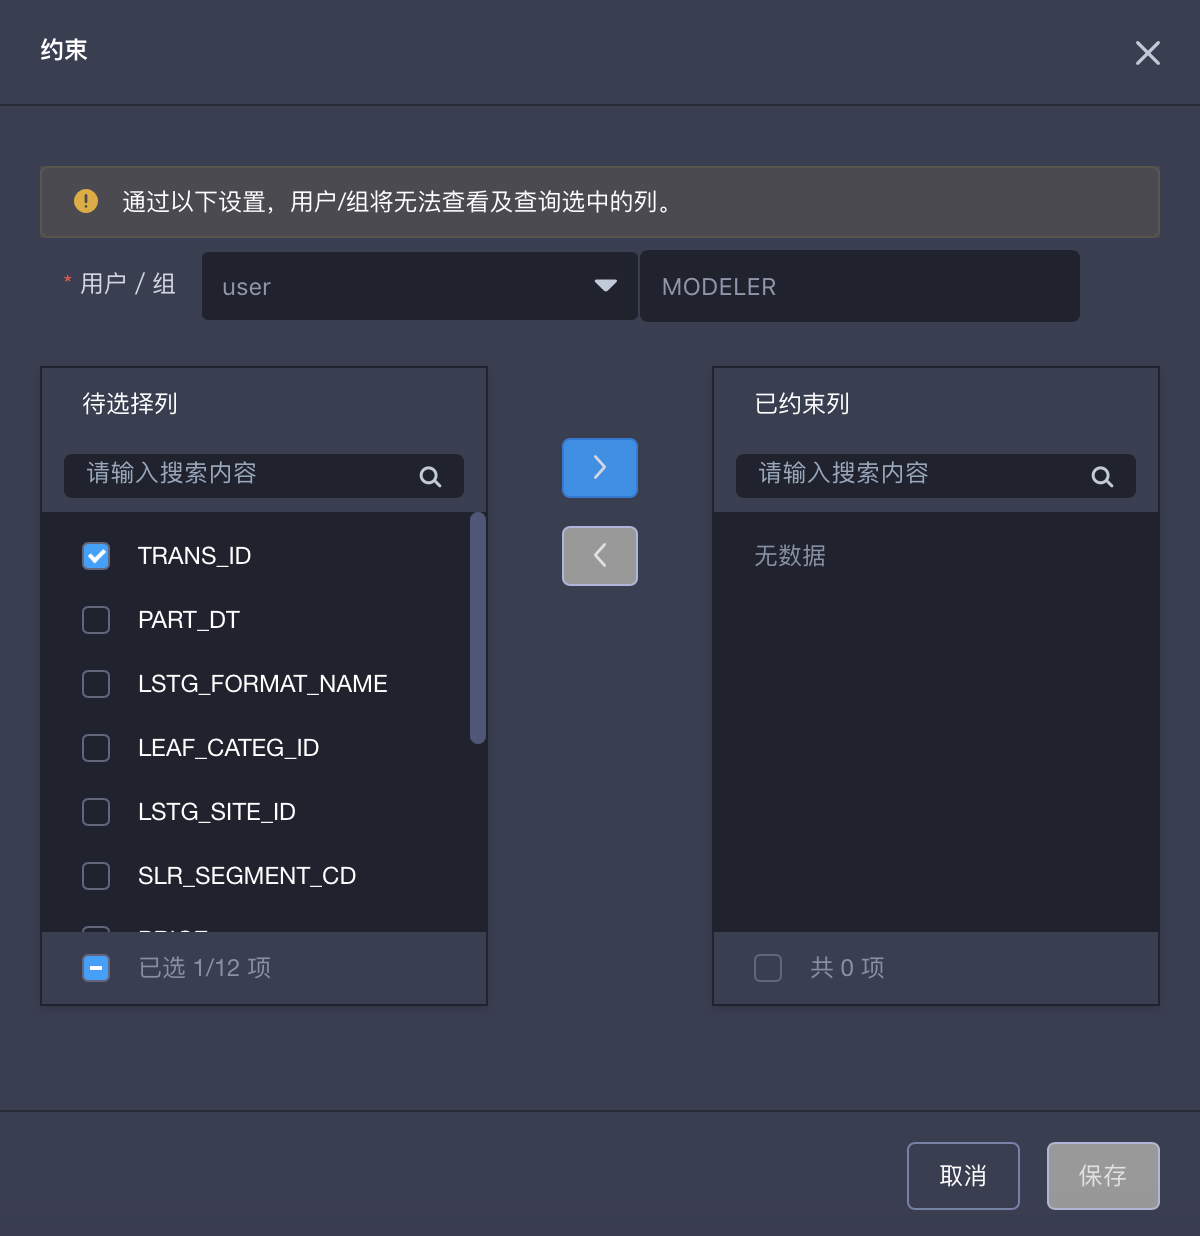 约束
通过以下设置，用户/组将无法查看及查询选中的列。
* 用户 / 组 user MODELER
待选择列
请输入搜索内容
TRANS_ID
PART_DT
LSTG_FORMAT_NAME
LEAF_CATEG_ID
LSTG_SITE_ID
SLR_SEGMENT_CD
已选 1/12 项
已约束列
请输入搜索内容
无数据
共 0 项
取消 保存